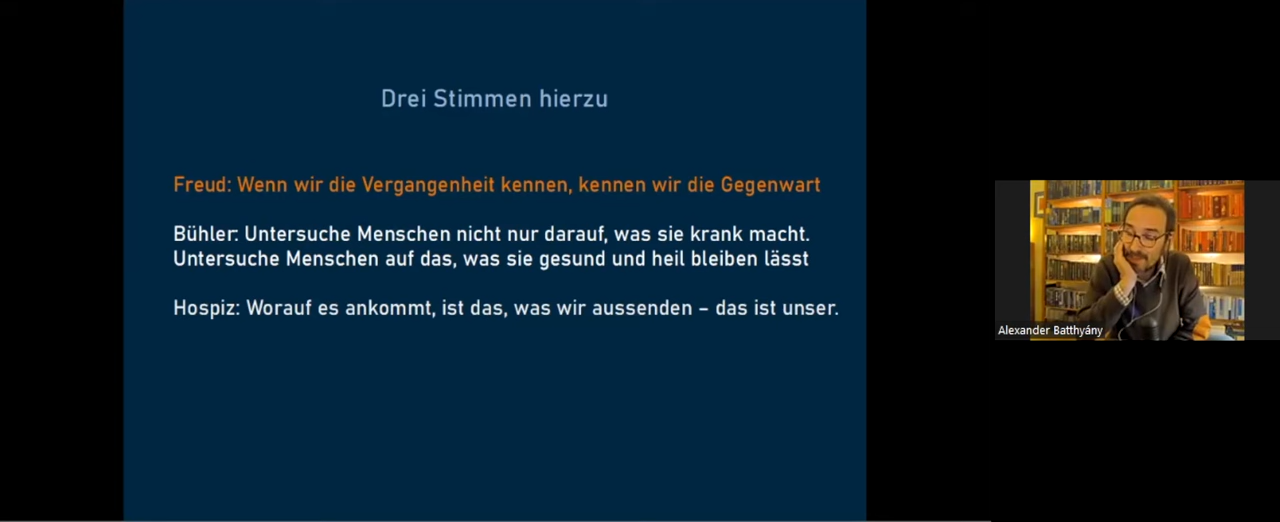 Drei Stimmen hierzu
Freud: Wenn wir die Vergangenheit kennen, kennen wir die Gegenwart
Bühler: Untersuche Menschen nicht nur darauf, was sie krank macht.
Untersuche Menschen auf das, was sie gesund und heil bleiben lässt
Hospiz: Worauf es ankommt, ist das, was wir aussenden – das ist unser.
Alexander Batthyány